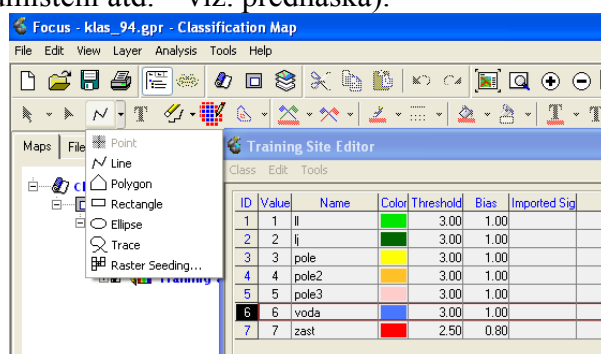 umístění atd. – viz. přednáška).
Focus - klas_94.gpr - Classification Map
File Edit View Layer Analysis Tools Help
Maps File
Point
Line
Polygon
Rectangle
Ellipse
Trace
Raster Seeding...
Training Site Editor
Class Edit Tools
ID Value Name Color Threshold Bias Imported Sig
1 1 ll 3.00 1.00
2 2 lj 3.00 1.00
3 3 pole 3.00 1.00
4 4 pole2 3.00 1.00
5 5 pole3 3.00 1.00
6 6 voda 3.00 1.00
7 7 zast 2.50 0.80